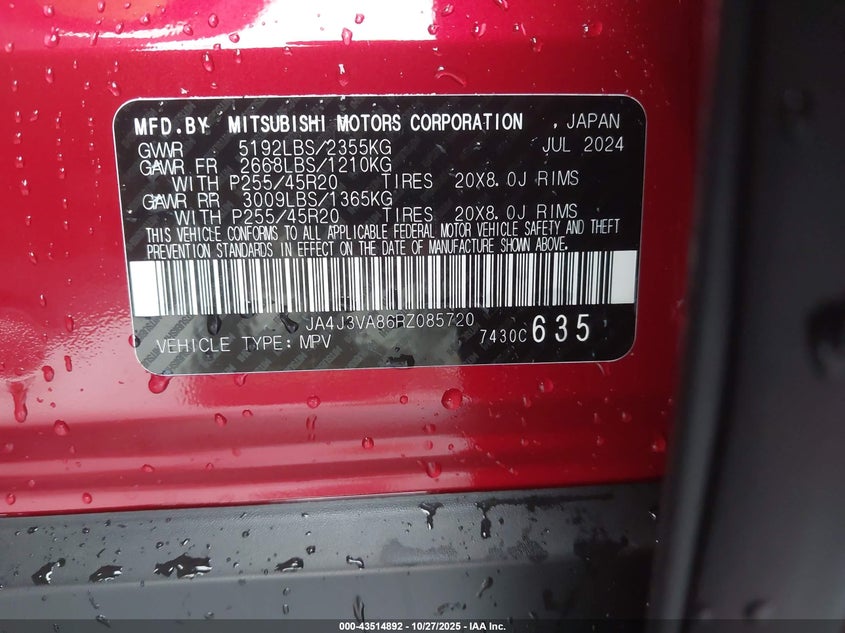 MFD.BY MITSUBISHI MOTORS CORPORATION , JAPAN
GVWR 5192LBS/2355KG JUL 2024
GAWR FR 2668LBS/1210KG
WITH P255/45R20 TIRES 20X8.0J RIMS
GAWR RR 3009LBS/1365KG
WITH P255/45R20 TIRES 20X8.0J RIMS
THIS VEHICLE CONFORMS TO ALL APPLICABLE FEDERAL MOTOR VEHICLE SAFETY AND THEFT
PREVENTION STANDARDS IN EFFECT ON THE DATE OF MANUFACTURE SHOWN ABOVE.
JA4J3VA86RZ085720
VEHICLE TYPE: MPV 7430C 635
000-43514892 - 10/27/2025 - IAA Inc.